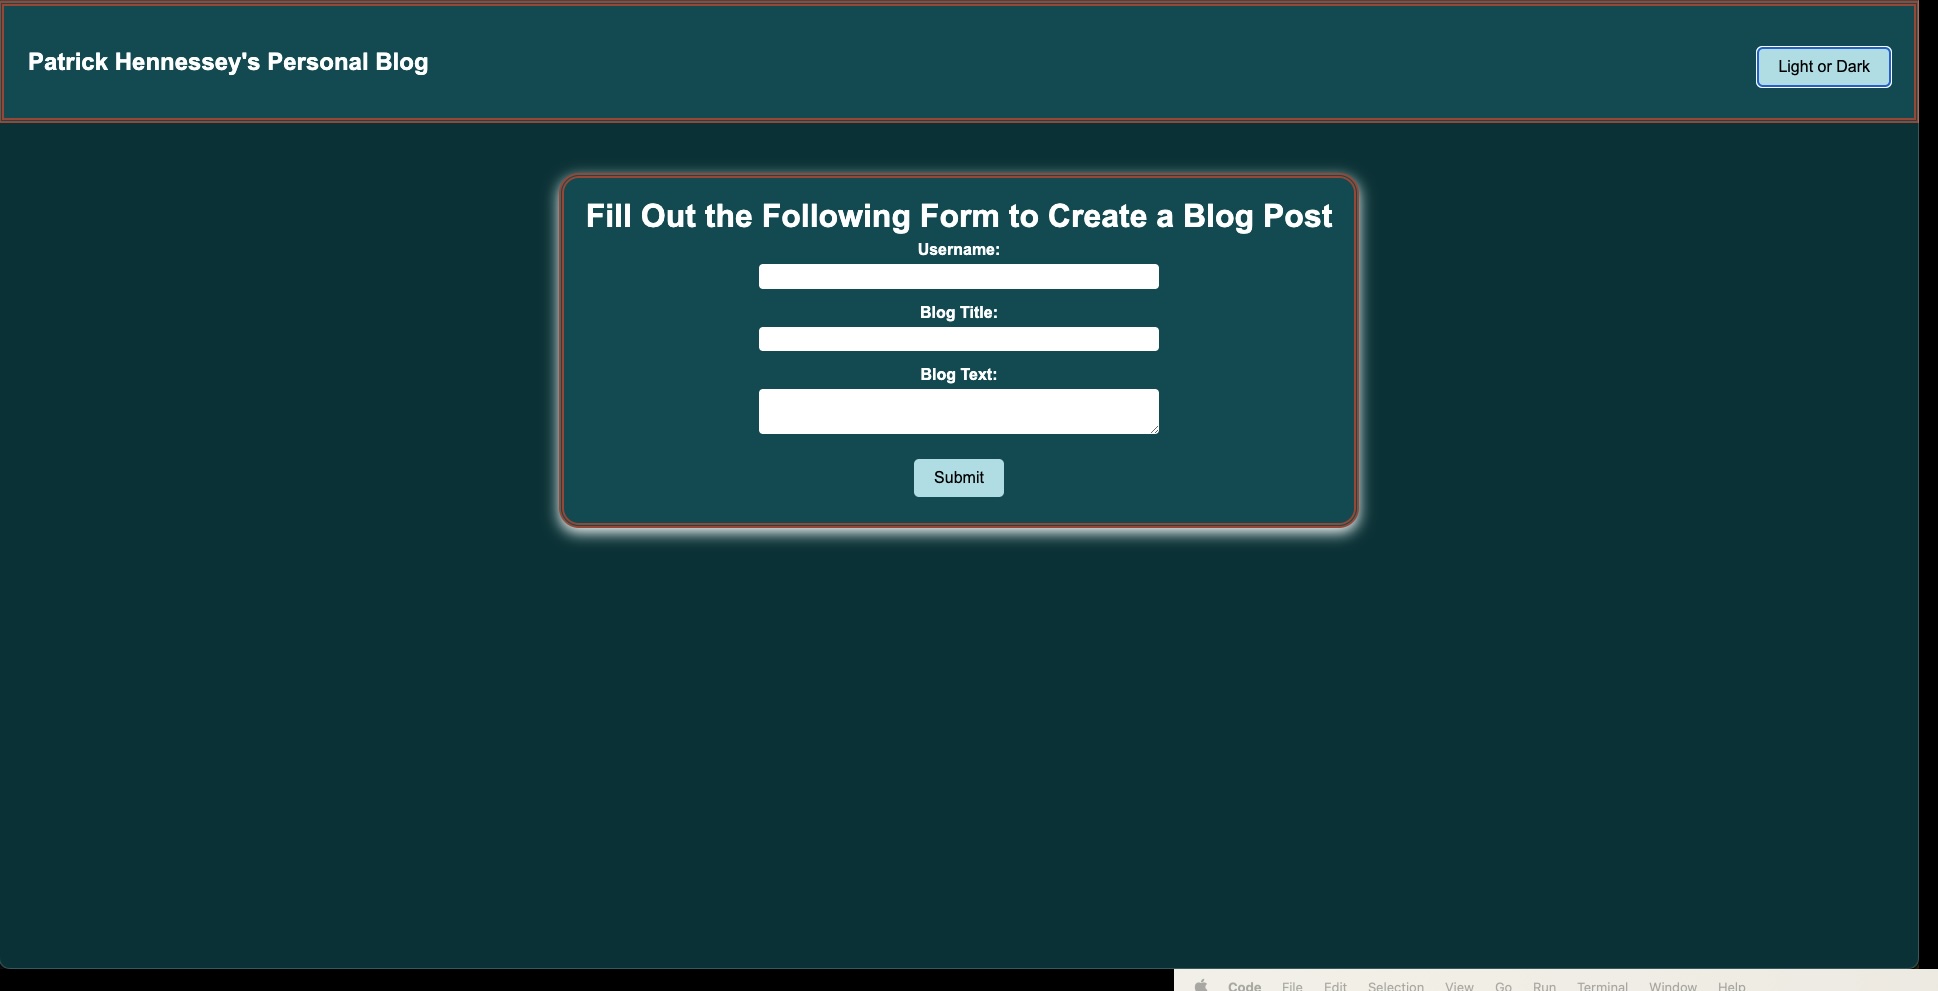 Patrick Hennessey's Personal Blog
Light or Dark
Fill Out the Following Form to Create a Blog Post
Username:
Blog Title:
Blog Text:
Submit
Code File Edit Selection View Go Run Terminal Window Help